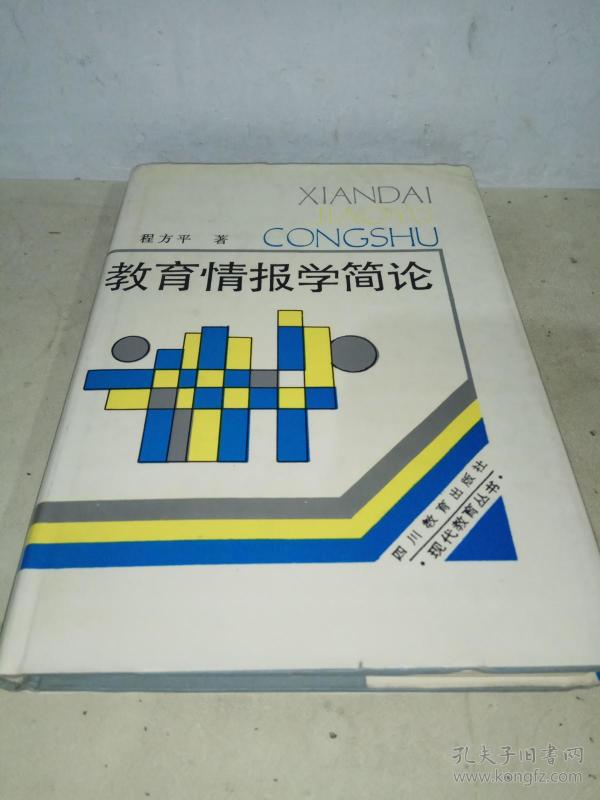 XIANDAI
JIAOYU
CONGSHU
程方平 著
教育情报学简论
四川教育出版社
·现代教育丛书·
孔夫子旧书网
www.kongfz.com